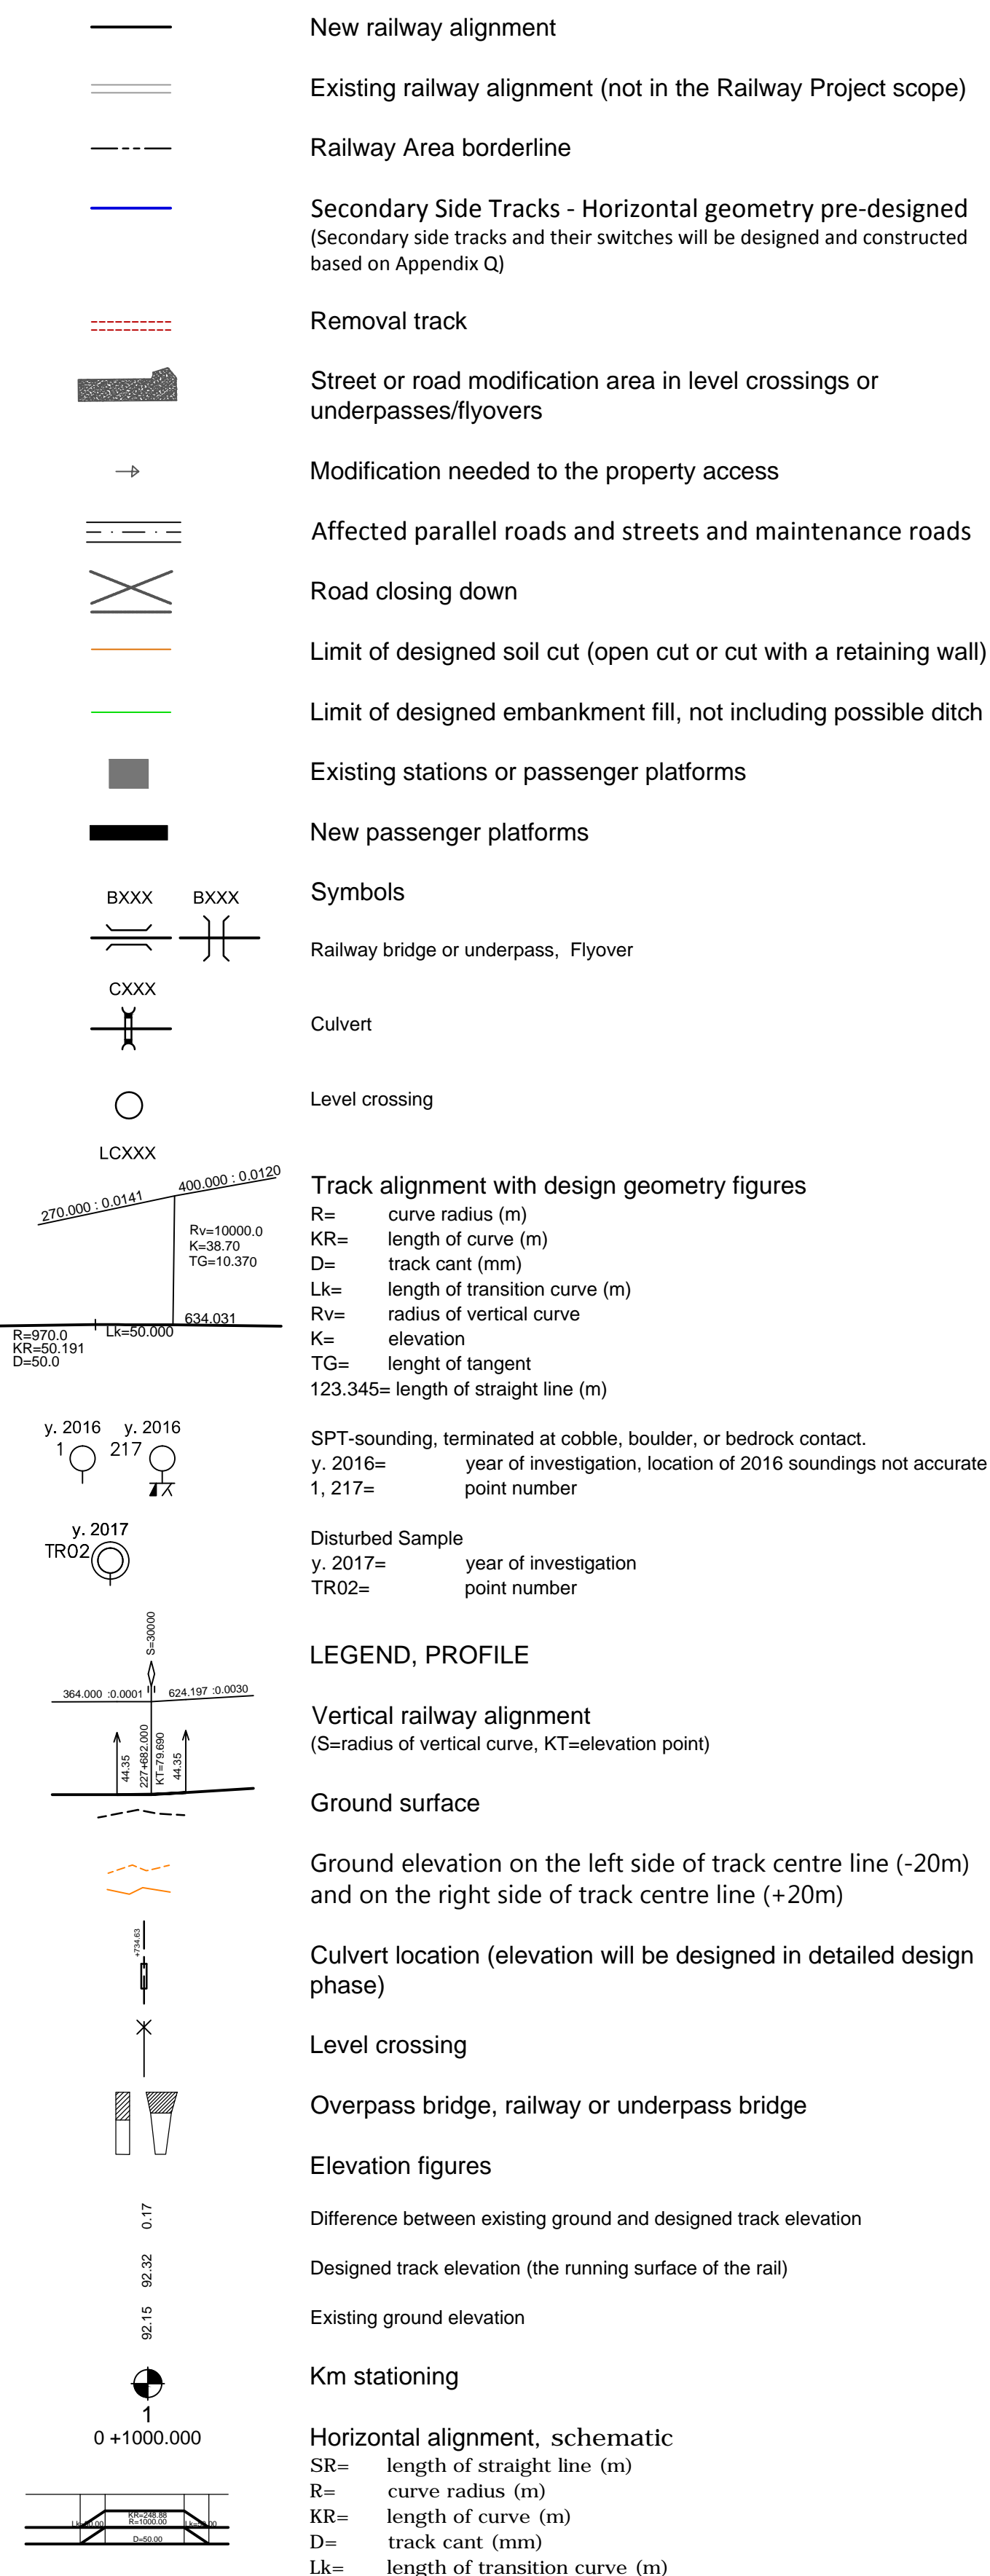 New railway alignment
Existing railway alignment (not in the Railway Project scope)
Railway Area borderline
Secondary Side Tracks - Horizontal geometry pre-designed
(Secondary side tracks and their switches will be designed and constructed
based on Appendix Q)
Removal track
Street or road modification area in level crossings or
underpasses/flyovers
Modification needed to the property access
Affected parallel roads and streets and maintenance roads
Road closing down
Limit of designed soil cut (open cut or cut with a retaining wall)
Limit of designed embankment fill, not including possible ditch
Existing stations or passenger platforms
New passenger platforms
Symbols
BXXX BXXX
Railway bridge or underpass, Flyover
CXXX
Culvert
Level crossing
LCXXX
270.000 : 0.0141 400.000 : 0.0120
Rv=10000.0
K=38.70
TG=10.370
634.031
Lk=50.000
R=970.0
KR=50.191
D=50.0
Track alignment with design geometry figures
R= curve radius (m)
KR= length of curve (m)
D= track cant (mm)
Lk= length of transition curve (m)
Rv= radius of vertical curve
K= elevation
TG= lenght of tangent
123.345= length of straight line (m)
y. 2016 y. 2016
1 217
SPT-sounding, terminated at cobble, boulder, or bedrock contact.
y. 2016= year of investigation, location of 2016 soundings not accurate
1, 217= point number
y. 2017
TR02
Disturbed Sample
y. 2017= year of investigation
TR02= point number
LEGEND, PROFILE
S=30000
364.000 :0.0001 624.197 :0.0030
44.35
227+682.000
KT=79.690
44.35
Vertical railway alignment
(S=radius of vertical curve, KT=elevation point)
Ground surface
Ground elevation on the left side of track centre line (-20m)
and on the right side of track centre line (+20m)
+734.63
Culvert location (elevation will be designed in detailed design
phase)
Level crossing
Overpass bridge, railway or underpass bridge
Elevation figures
0.17
Difference between existing ground and designed track elevation
92.32
Designed track elevation (the running surface of the rail)
92.15
Existing ground elevation
Km stationing
1
0 +1000.000
Horizontal alignment, schematic
SR= length of straight line (m)
R= curve radius (m)
KR= length of curve (m)
D= track cant (mm)
Lk= length of transition curve (m)
KR=248.88
R=1000.00
D=50.00